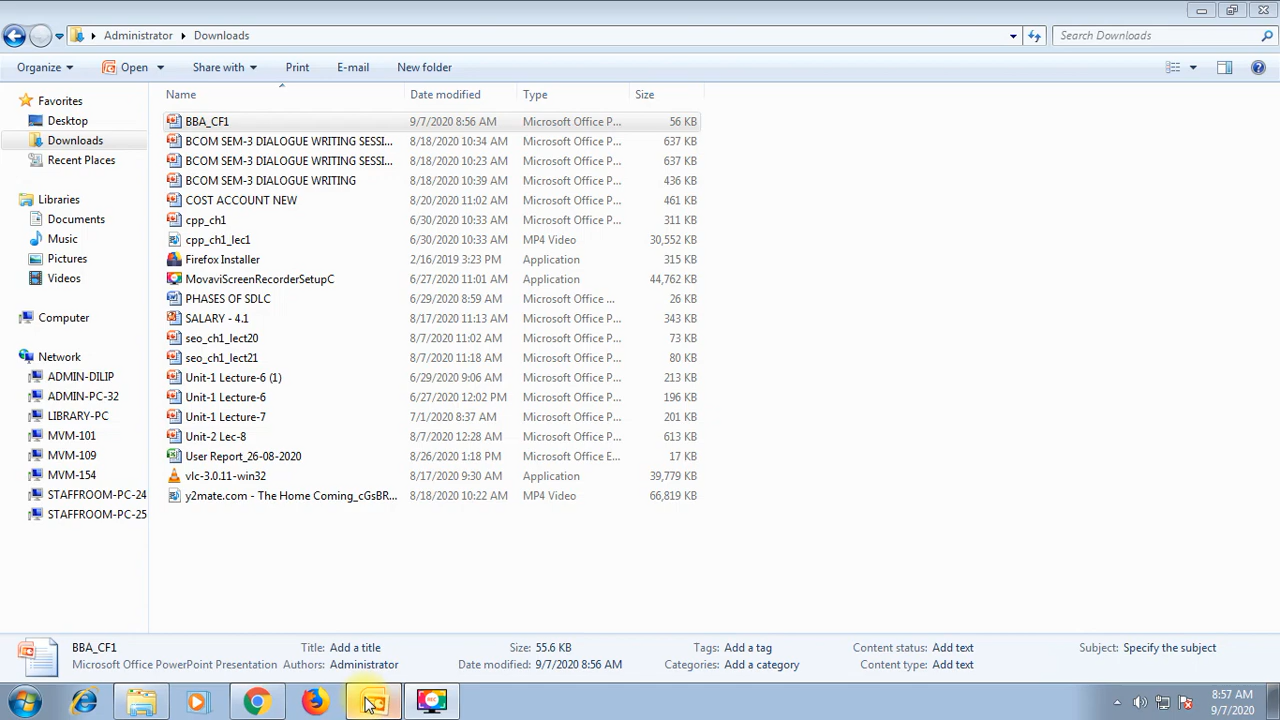 Administrator Downloads Search Downloads
Organize Open Share with Print E-mail New folder
Name Date modified Type Size
Favorites
Desktop
Downloads
Recent Places
Libraries
Documents
Music
Pictures
Videos
Computer
Network
ADMIN-DILIP
ADMIN-PC-32
LIBRARY-PC
MVM-101
MVM-109
MVM-154
STAFFROOM-PC-24
STAFFROOM-PC-25
BBA_CF1 9/7/2020 8:56 AM Microsoft Office P... 56 KB
BCOM SEM-3 DIALOGUE WRITING SESSI... 8/18/2020 10:34 AM Microsoft Office P... 637 KB
BCOM SEM-3 DIALOGUE WRITING SESSI... 8/18/2020 10:23 AM Microsoft Office P... 637 KB
BCOM SEM-3 DIALOGUE WRITING 8/18/2020 10:39 AM Microsoft Office P... 436 KB
COST ACCOUNT NEW 8/20/2020 11:02 AM Microsoft Office P... 461 KB
cpp_ch1 6/30/2020 10:33 AM Microsoft Office P... 311 KB
cpp_ch1_lec1 6/30/2020 10:33 AM MP4 Video 30,552 KB
Firefox Installer 2/16/2019 3:23 PM Application 315 KB
MovaviScreenRecorderSetupC 6/27/2020 11:01 AM Application 44,762 KB
PHASES OF SDLC 6/29/2020 8:59 AM Microsoft Office ... 26 KB
SALARY - 4.1 8/17/2020 11:13 AM Microsoft Office P... 343 KB
seo_ch1_lect20 8/7/2020 11:02 AM Microsoft Office P... 73 KB
seo_ch1_lect21 8/7/2020 11:18 AM Microsoft Office P... 80 KB
Unit-1 Lecture-6 (1) 6/29/2020 9:06 AM Microsoft Office P... 213 KB
Unit-1 Lecture-6 6/27/2020 12:02 PM Microsoft Office P... 196 KB
Unit-1 Lecture-7 7/1/2020 8:37 AM Microsoft Office P... 201 KB
Unit-2 Lec-8 8/7/2020 12:28 AM Microsoft Office P... 613 KB
User Report_26-08-2020 8/26/2020 1:18 PM Microsoft Office E... 17 KB
vlc-3.0.11-win32 8/17/2020 9:30 AM Application 39,779 KB
y2mate.com - The Home Coming_cGsBR... 8/18/2020 10:22 AM MP4 Video 66,819 KB
BBA_CF1 Title: Add a title Size: 55.6 KB Tags: Add a tag Content status: Add text Subject: Specify the subject
Microsoft Office PowerPoint Presentation Authors: Administrator Date modified: 9/7/2020 8:56 AM Categories: Add a category Content type: Add text
8:57 AM
9/7/2020